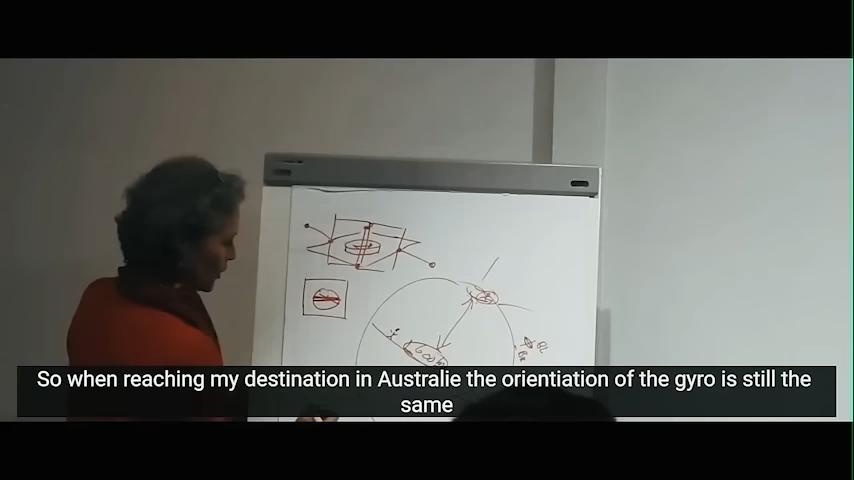 So when reaching my destination in Australie the orientiation of the gyro is still the
same